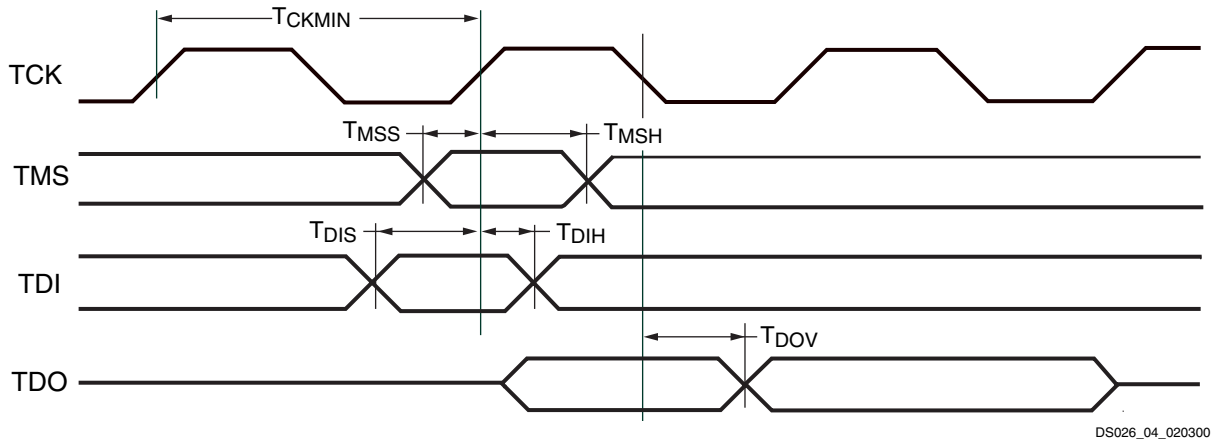 TCKMIN
TCK
TMSS
TMSH
TMS
TDIS
TDIH
TDI
TDOV
TDO
DS026_04_020300